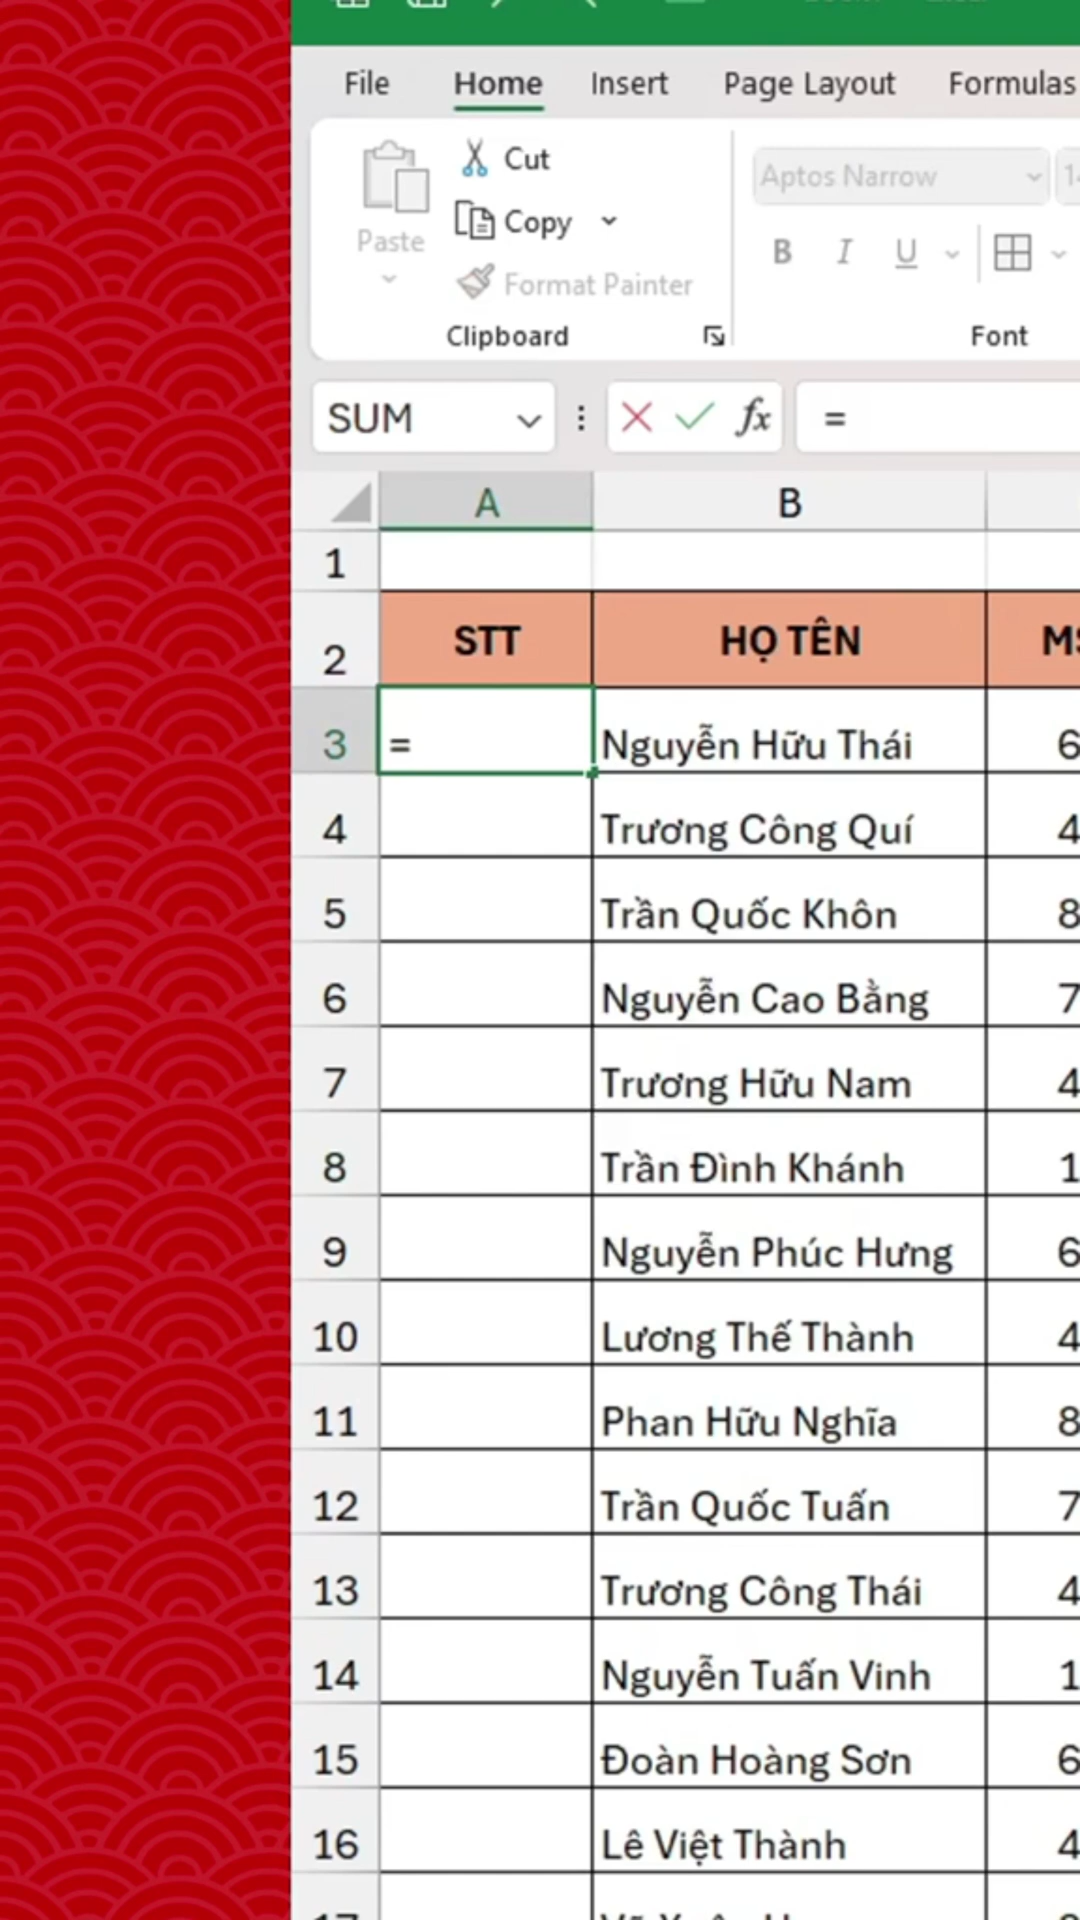 File Home Insert Page Layout Formulas
Cut
Copy
Paste
Format Painter
Clipboard
Aptos Narrow
B I U
Font
SUM
fx =
A B
1
2 STT HỌ TÊN
3 = Nguyễn Hữu Thái 6
4 Trương Công Quí 4
5 Trần Quốc Khôn 8
6 Nguyễn Cao Bằng 7
7 Trương Hữu Nam 4
8 Trần Đình Khánh 1
9 Nguyễn Phúc Hưng 6
10 Lương Thế Thành 4
11 Phan Hữu Nghĩa 8
12 Trần Quốc Tuấn 7
13 Trương Công Thái 4
14 Nguyễn Tuấn Vinh 1
15 Đoàn Hoàng Sơn 6
16 Lê Việt Thành 4